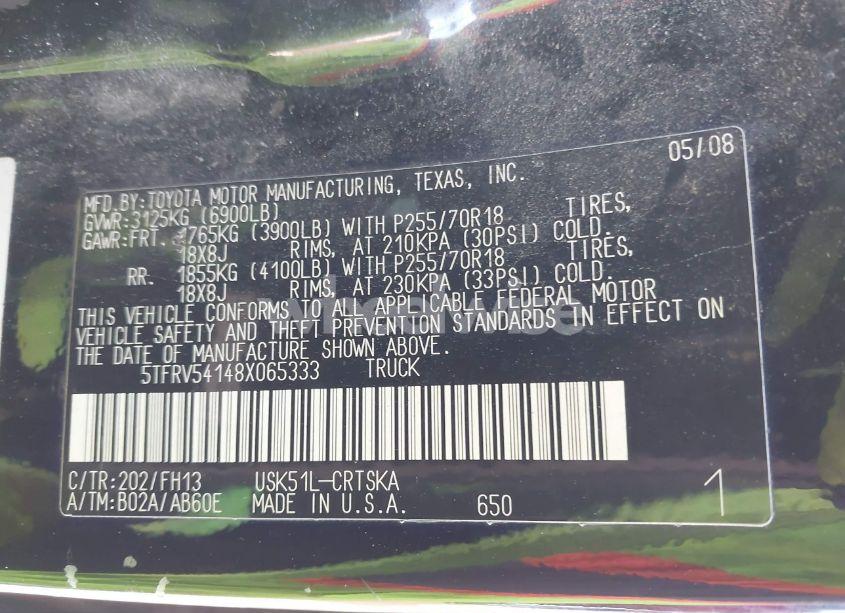 05/08
MFD.BY:TOYOTA MOTOR MANUFACTURING, TEXAS, INC.
GVWR:3125KG (6900LB)
GAWR:FRT. 1765KG (3900LB) WITH P255/70R18 TIRES,
18X8J RIMS, AT 210KPA (30PSI) COLD.
RR. 1855KG (4100LB) WITH P255/70R18 TIRES,
18X8J RIMS, AT 230KPA (33PSI) COLD.
THIS VEHICLE CONFORMS TO ALL APPLICABLE FEDERAL MOTOR
VEHICLE SAFETY AND THEFT PREVENTION STANDARDS IN EFFECT ON
THE DATE OF MANUFACTURE SHOWN ABOVE.
5TFRV54148X065333 TRUCK
C/TR:202/FH13 USK51L-CRTSKA
A/TM:B02A/AB60E MADE IN U.S.A. 650 1